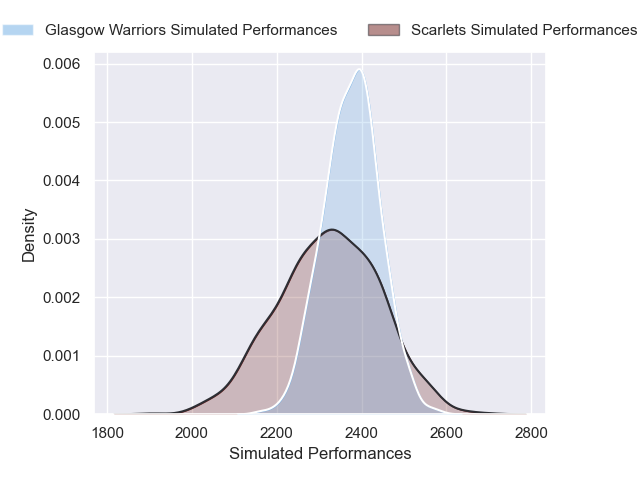 Glasgow Warriors Simulated Performances Scarlets Simulated Performances
0.006
0.005
0.004
0.003
0.002
0.001
0.000
Density
1800 2000 2200 2400 2600 2800
Simulated Performances